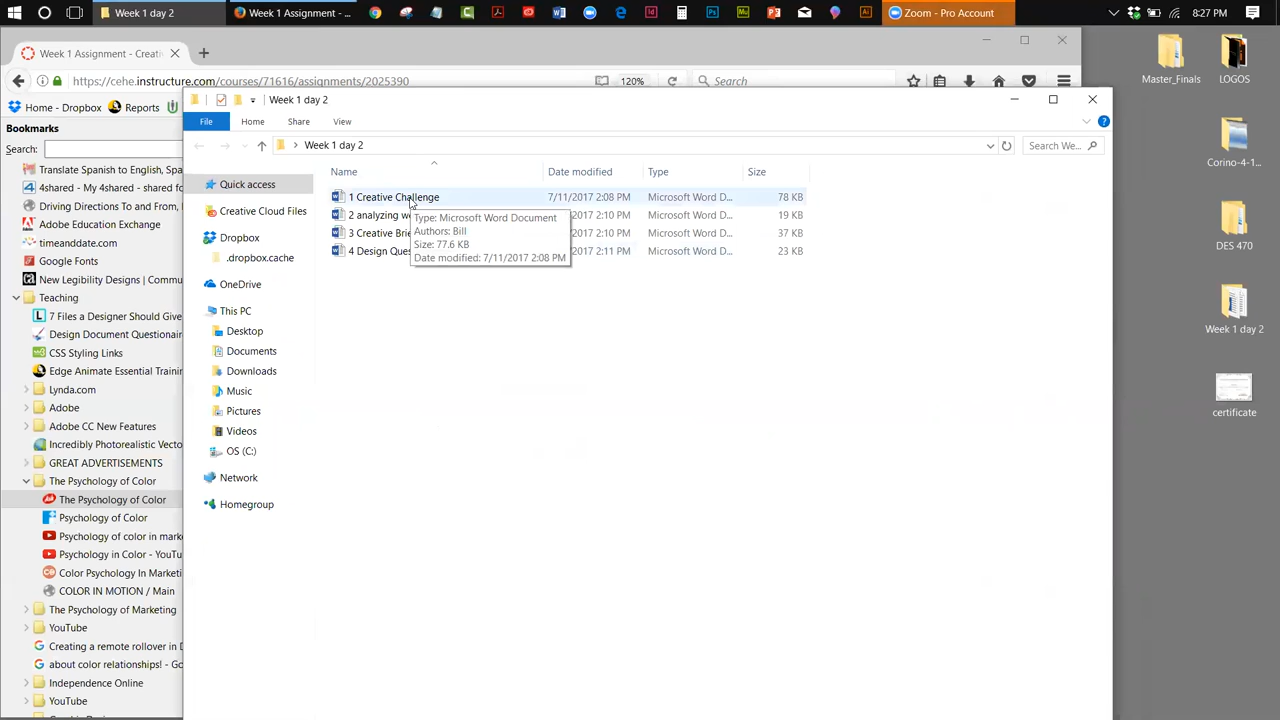 Week 1 day 2
Week 1 Assignment - ...
Zoom - Pro Account
8:27 PM
Week 1 Assignment - Creati
https://cehe.instructure.com/courses/71616/assignments/2025390
120%
Search
Home - Dropbox
Reports
Bookmarks
Search:
Translate Spanish to English, Spa
4shared - My 4shared - shared fo
Driving Directions To and From,
Adobe Exchange Certified
timeanddate.com
Google Fonts
New Legibility Designs | Commu
Teaching
7 Files a Designer Should Give
Design Document Questionair
CSS Styling Links
Edge Animate Essential Trainin
Lynda.com
Adobe
Adobe CC New Features
Incredibly Photorealistic Vecto
GREAT ADVERTISEMENTS
The Psychology of Color
The Psychology of Color
Psychology of Color
Psychology of color in marke
Psychology in Color - YouTu
Color Psychology In Marketi
COLOR IN MOTION / Main
The Psychology of Marketing
YouTube
Creating a remote rollover in D
about color relationships! - Go
Independence Online
YouTube
Week 1 day 2
File
Home
Share
View
Week 1 day 2
Search We...
Quick access
Creative Cloud Files
Dropbox
.dropbox.cache
OneDrive
This PC
Desktop
Documents
Downloads
Music
Pictures
Videos
OS (C:)
Network
Homegroup
Name
Date modified
Type
Size
1 Creative Challenge
7/11/2017 2:08 PM
Microsoft Word D...
78 KB
2 analyzing we
7/11/2017 2:10 PM
Microsoft Word D...
19 KB
3 Creative Brie
2:10 PM
Microsoft Word D...
37 KB
4 Design Ques
2:11 PM
Microsoft Word D...
23 KB
Type: Microsoft Word Document
Authors: Bill
Size: 77.6 KB
Date modified: 7/11/2017 2:08 PM
Master_Finals
LOGOS
Corino-4-1...
DES 470
Week 1 day 2
certificate